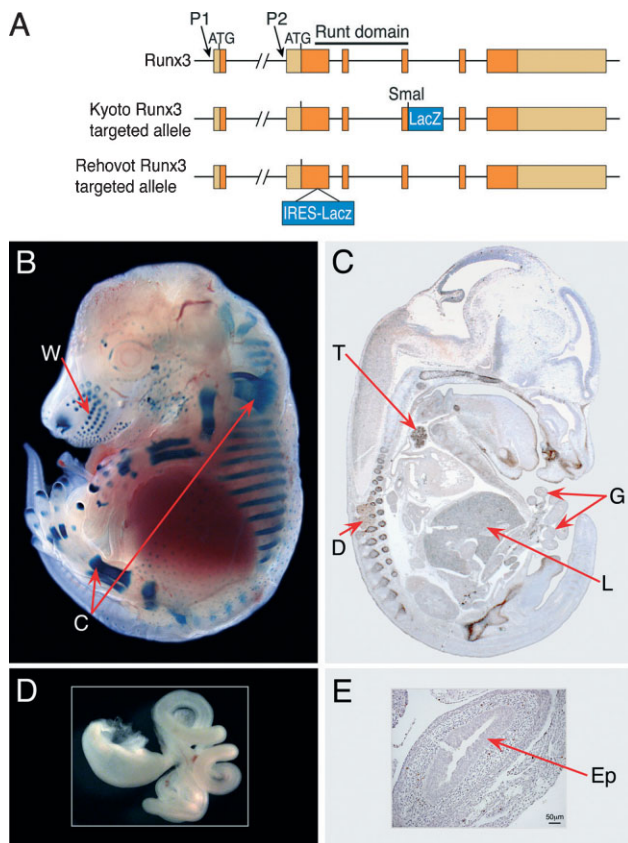 A
P1
ATG
P2
ATG
Runt domain
Runx3
SmaI
Kyoto Runx3
targeted allele
LacZ
Rehovot Runx3
targeted allele
IRES-Lacz
B
W
C
C
T
G
D
L
D
E
Ep
50µm